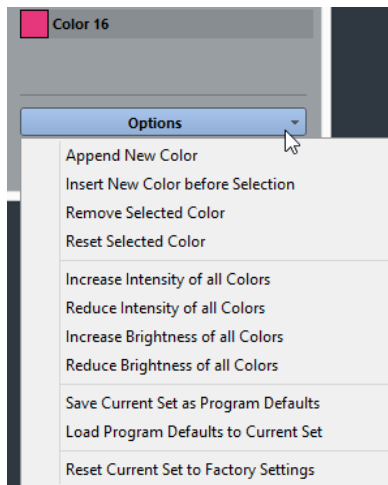 Color 16
Options
Append New Color
Insert New Color before Selection
Remove Selected Color
Reset Selected Color
Increase Intensity of all Colors
Reduce Intensity of all Colors
Increase Brightness of all Colors
Reduce Brightness of all Colors
Save Current Set as Program Defaults
Load Program Defaults to Current Set
Reset Current Set to Factory Settings